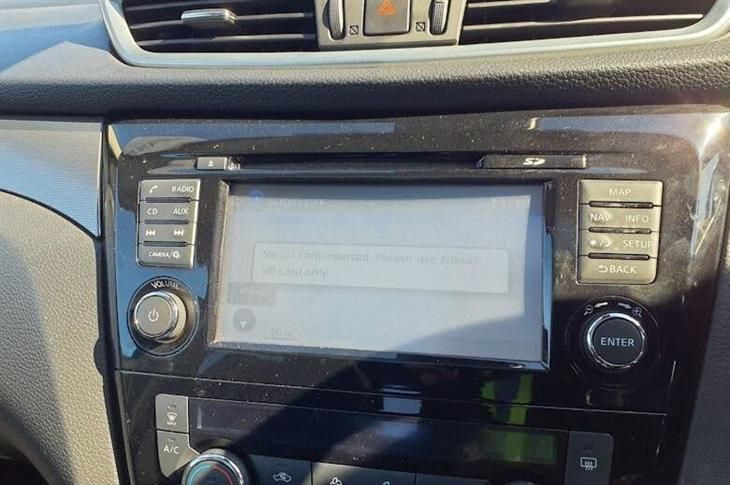 SD
RADIO
CD AUX
CAMERA/
VOLUME
No SD card inserted. Please use Nissan
SD card only.
MAP
NAV INFO
SETUP
BACK
ENTER
MAX
A/C